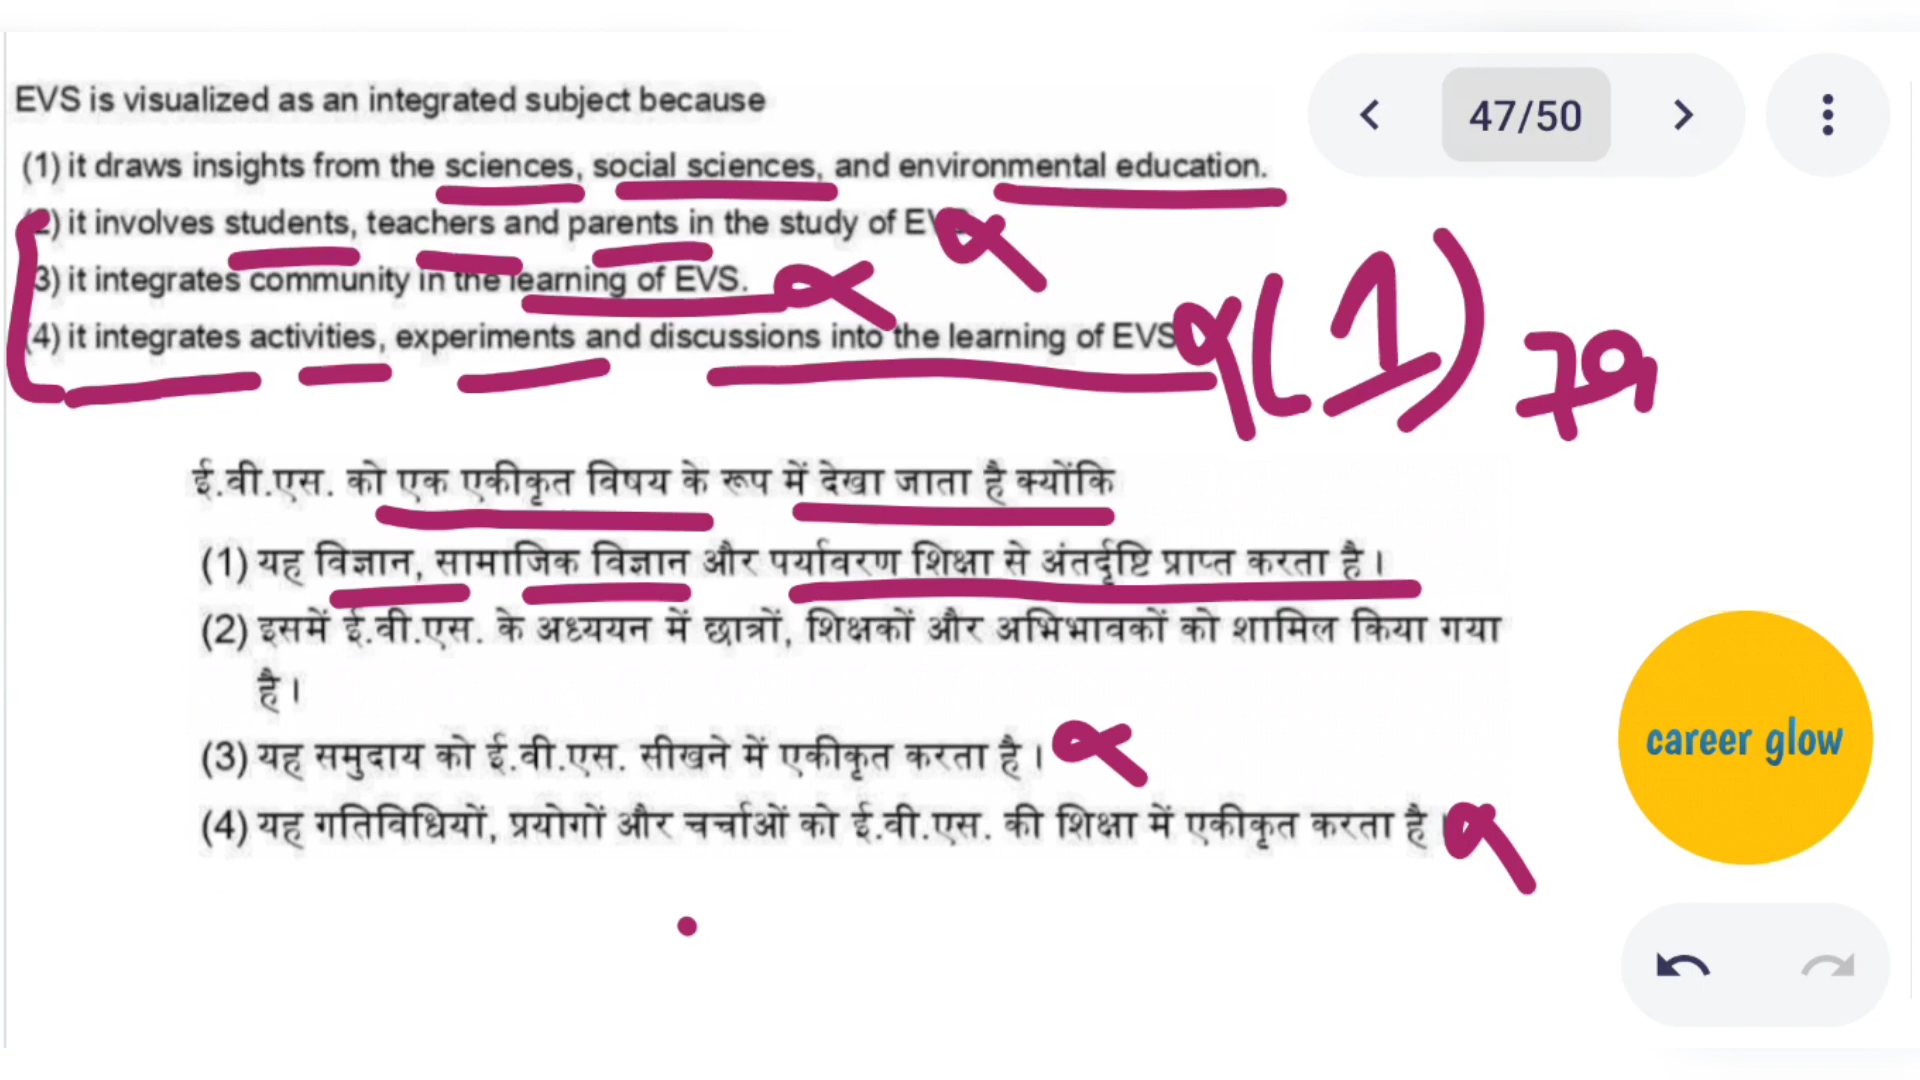 EVS is visualized as an integrated subject because
47/50
(1) it draws insights from the sciences, social sciences, and environmental education.
2) it involves students, teachers and parents in the study of
3) it integrates community in the learning of EVS.
(4) it integrates activities, experiments and discussions into the learning of EVS
(1)
ई.वी.एस. को एक एकीकृत विषय के रूप में देखा जाता है क्योंकि
(1) यह विज्ञान, सामाजिक विज्ञान और पर्यावरण शिक्षा से अंतर्दृष्टि प्राप्त करता है।
(2) इसमें ई.वी.एस. के अध्ययन में छात्रों, शिक्षकों और अभिभावकों को शामिल किया गया
है।
(3) यह समुदाय को ई.वी.एस. सीखने में एकीकृत करता है।
career glow
(4) यह गतिविधियों, प्रयोगों और चर्चाओं को ई.वी.एस. की शिक्षा में एकीकृत करता है